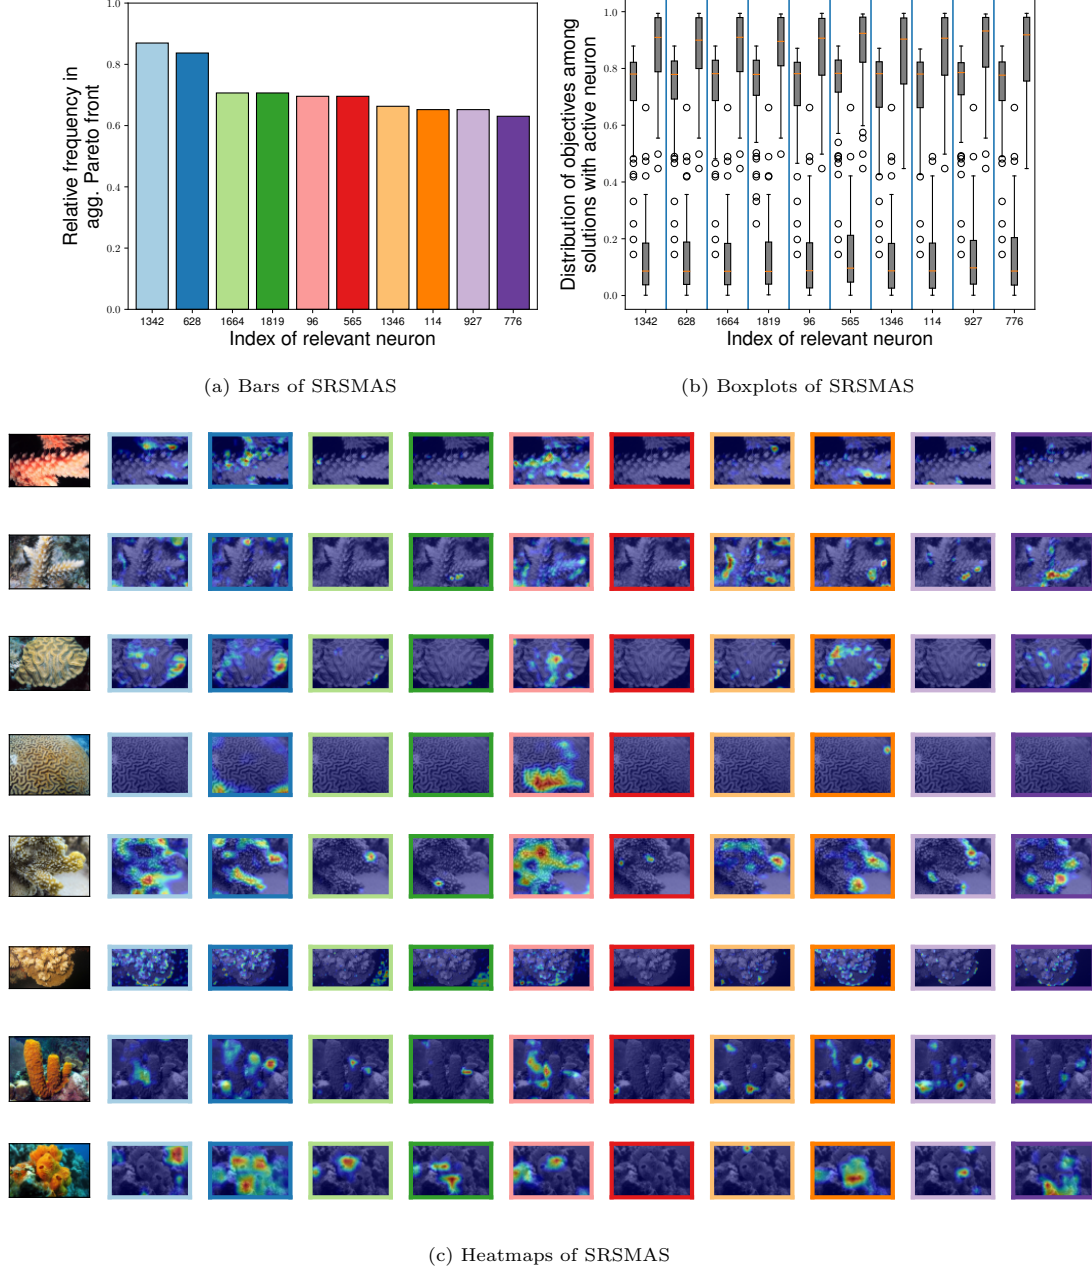 Relative frequency in
agg. Pareto front
1.0
0.8
0.6
0.4
0.2
0.0
1342 628 1664 1819 96 565 1346 114 927 776
Index of relevant neuron
(a) Bars of SRSMAS
Distribution of objectives among
solutions with active neuron
1.0
0.8
0.6
0.4
0.2
0.0
1342 628 1664 1819 96 565 1346 114 927 776
Index of relevant neuron
(b) Boxplots of SRSMAS
(c) Heatmaps of SRSMAS